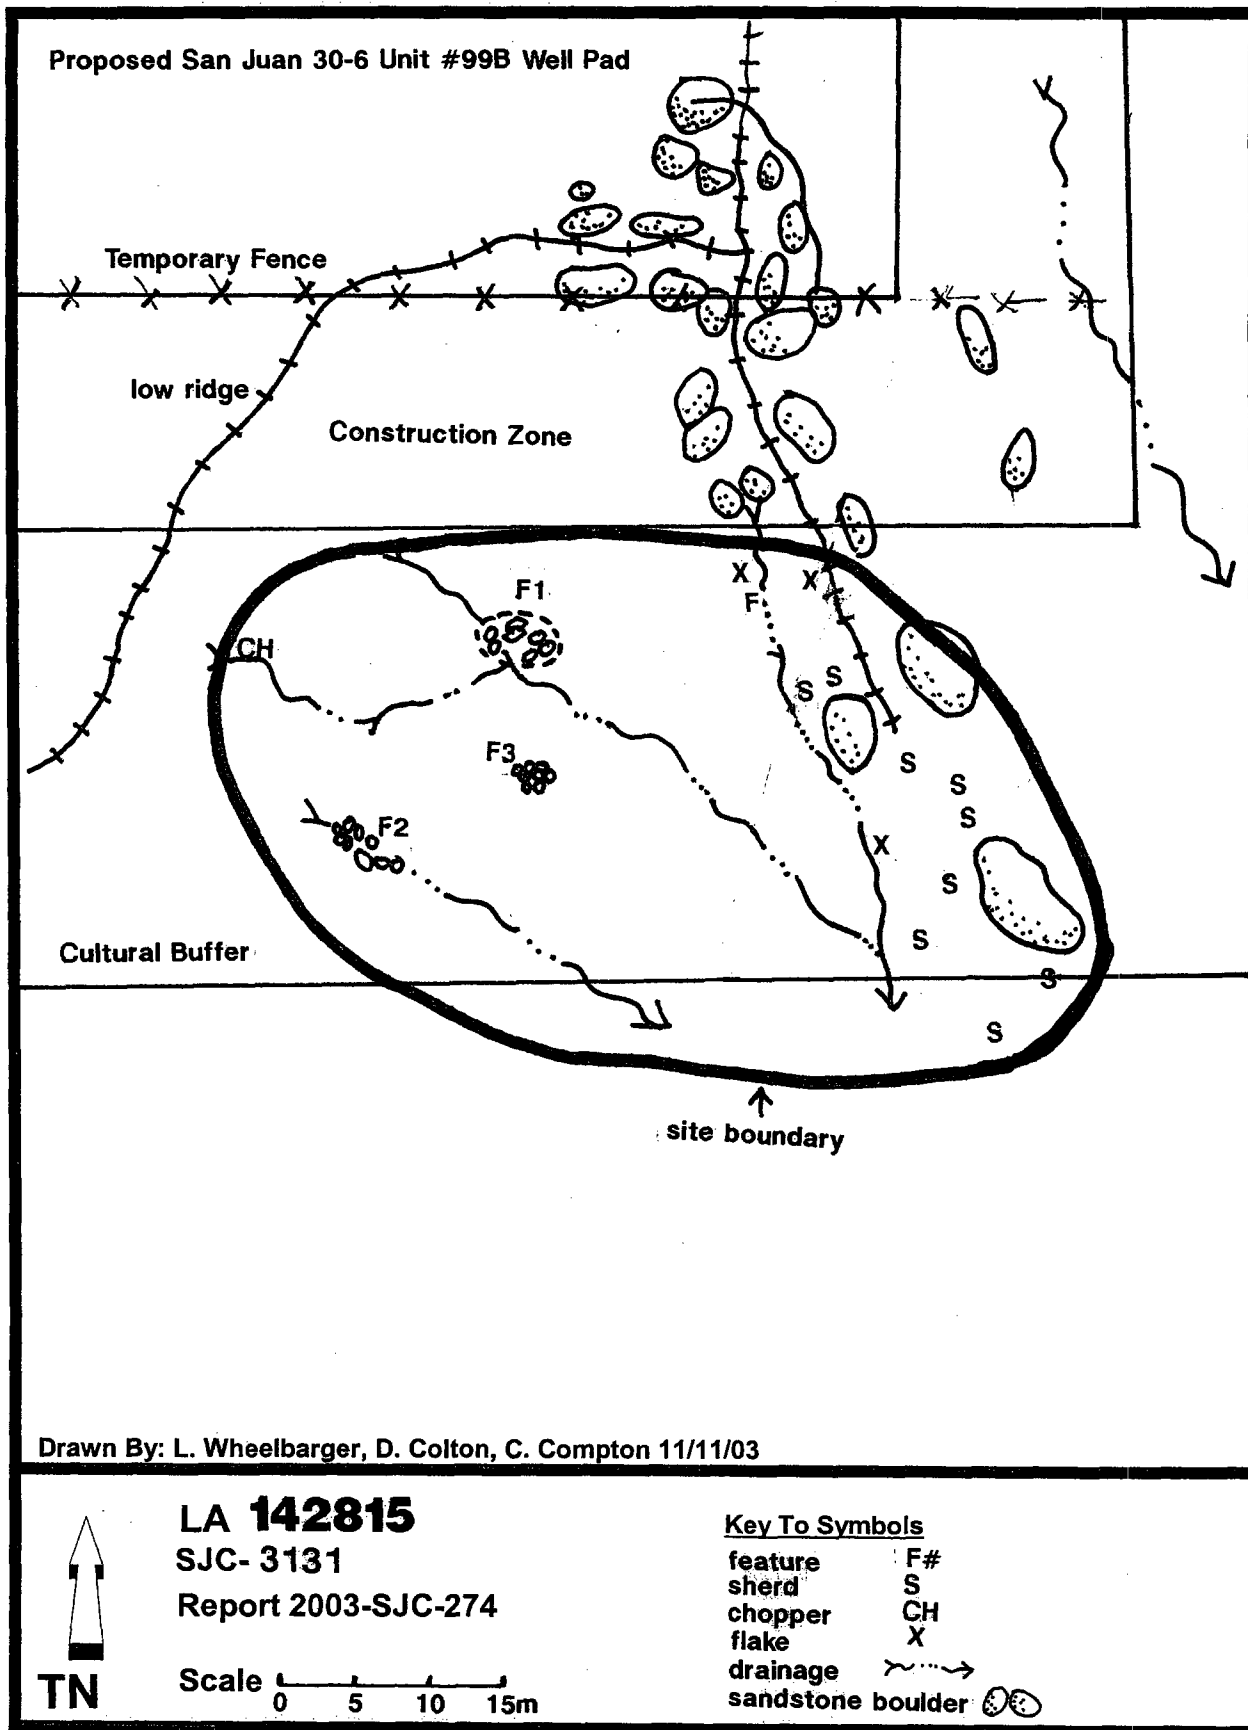 Proposed San Juan 30-6 Unit #99B Well Pad
Temporary Fence
low ridge
Construction Zone
F1
X
X
F
CH
S
S
F3
S
S
S
F2
X
S
S
Cultural Buffer
S
S
site boundary
Drawn By: L. Wheelbarger, D. Colton, C. Compton 11/11/03
LA 142815
SJC- 3131
Report 2003-SJC-274
TN
Scale
0 5 10 15m
Key To Symbols
feature F#
sherd S
chopper CH
flake X
drainage
sandstone boulder